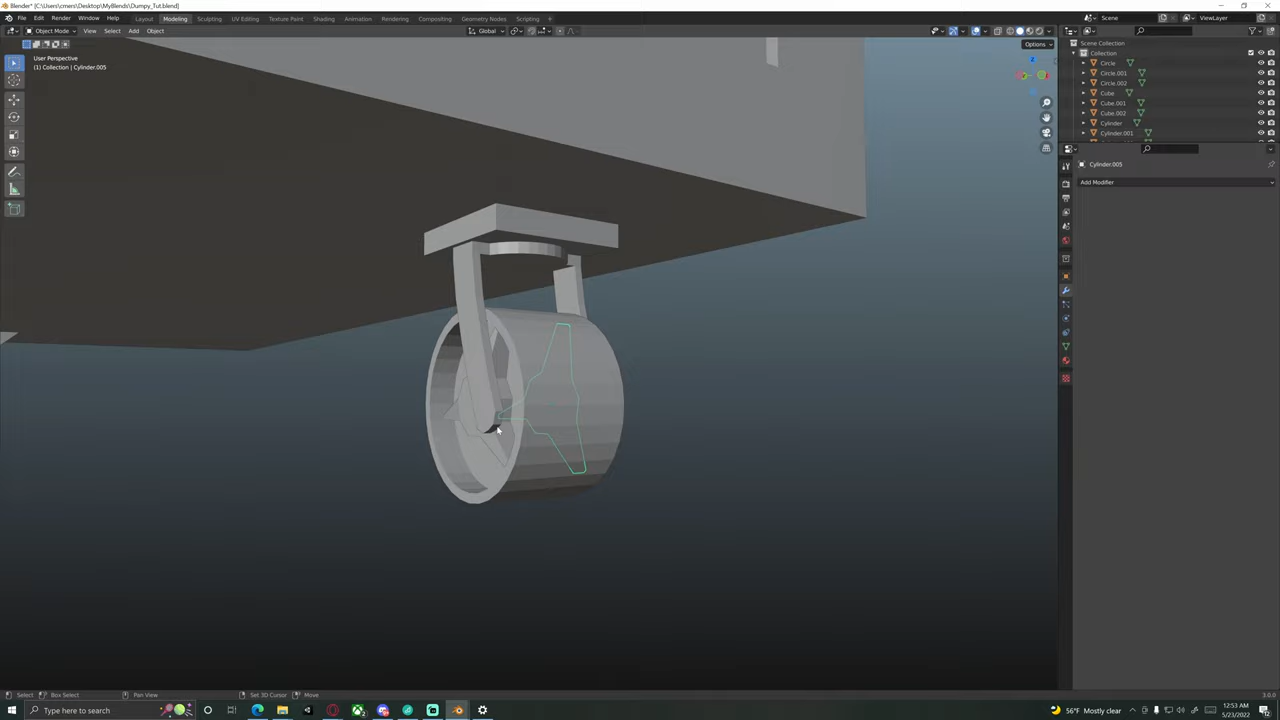 Blender* [C:\Users\cmers\Desktop\MyBlends\Dumpy_Tut.blend]
File Edit Render Window Help Layout Modeling Sculpting UV Editing Texture Paint Shading Animation Rendering Compositing Geometry Nodes Scripting Scene ViewLayer
Object Mode View Select Add Object Global
Options
User Perspective
(1) Collection | Cylinder.005
Scene Collection
Collection
Circle
Circle.001
Circle.002
Cube
Cube.001
Cube.002
Cylinder
Cylinder.001
Cylinder.005
Add Modifier
Select Box Select Pan View Set 3D Cursor Move 3.0.0
Type here to search 56°F Mostly clear 12:53 AM
5/23/2022